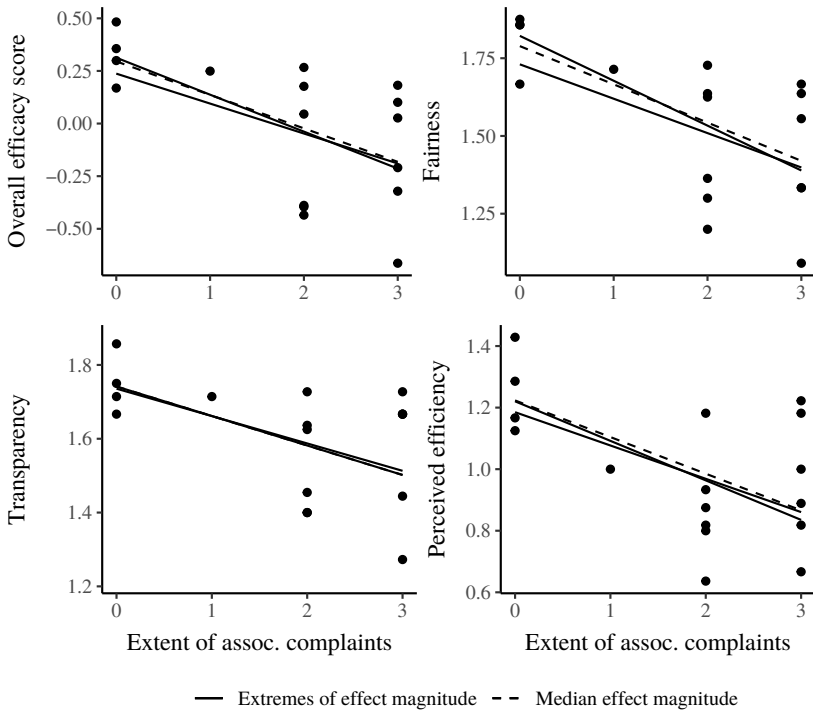 Overall efficacy score
0.50
0.25
0.00
−0.25
−0.50
0 1 2 3
Fairness
1.75
1.50
1.25
0 1 2 3
Transparency
1.8
1.6
1.4
1.2
0 1 2 3
Extent of assoc. complaints
Perceived efficiency
1.4
1.2
1.0
0.8
0.6
0 1 2 3
Extent of assoc. complaints
Extremes of effect magnitude Median effect magnitude